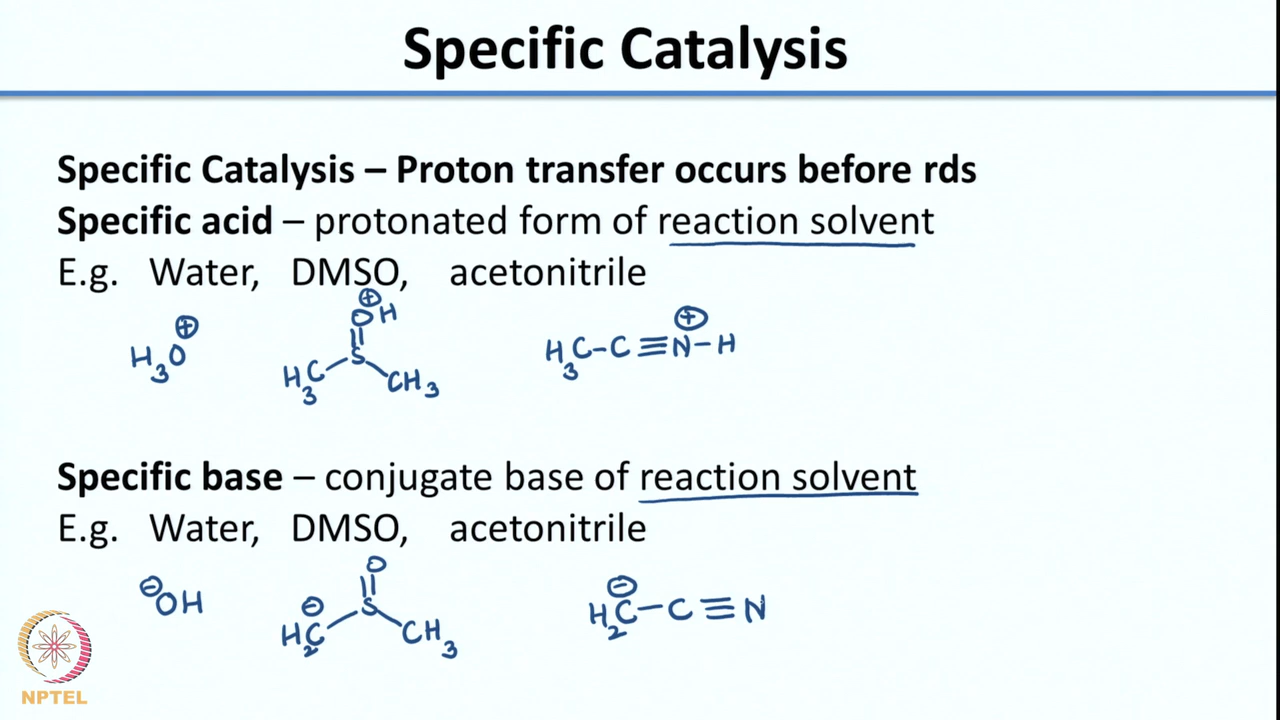 Specific Catalysis
Specific Catalysis – Proton transfer occurs before rds
Specific acid – protonated form of reaction solvent
E.g. Water, DMSO, acetonitrile
H₃O⊕ H₃C S OH⊕ CH₃ H₃C–C≡N⊕–H
Specific base – conjugate base of reaction solvent
E.g. Water, DMSO, acetonitrile
⊖OH H₂C⊖ S O CH₃ H₂C⊖–C≡N
NPTEL